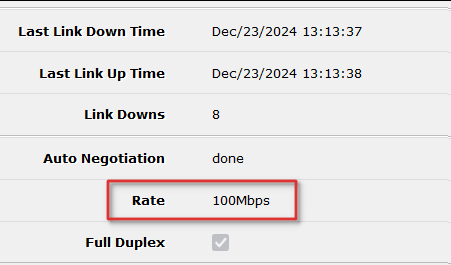 Last Link Down Time Dec/23/2024 13:13:37
Last Link Up Time Dec/23/2024 13:13:38
Link Downs 8
Auto Negotiation done
Rate 100Mbps
Full Duplex